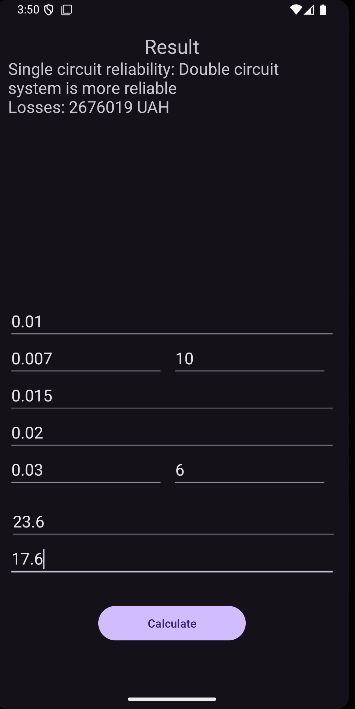 3:50
Result
Single circuit reliability: Double circuit
system is more reliable
Losses: 2676019 UAH
0.01
0.007 10
0.015
0.02
0.03 6
23.6
17.6
Calculate